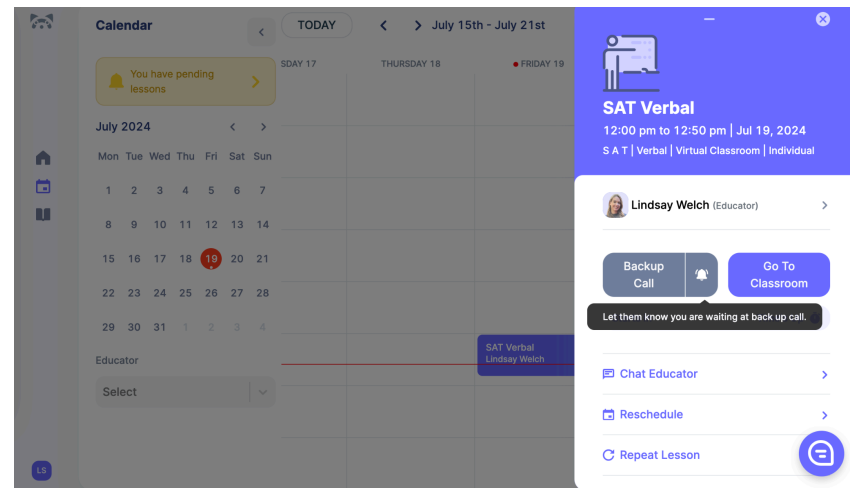 Calendar
TODAY
July 15th - July 21st
You have pending
lessons
SDAY 17
THURSDAY 18
FRIDAY 19
July 2024
Mon Tue Wed Thu Fri Sat Sun
1 2 3 4 5 6 7
8 9 10 11 12 13 14
15 16 17 18 19 20 21
22 23 24 25 26 27 28
29 30 31 1 2 3 4
Educator
Select
LS
SAT Verbal
Lindsay Welch
SAT Verbal
12:00 pm to 12:50 pm | Jul 19, 2024
S A T | Verbal | Virtual Classroom | Individual
Lindsay Welch (Educator)
Backup
Call
Go To
Classroom
Let them know you are waiting at back up call.
Chat Educator
Reschedule
Repeat Lesson